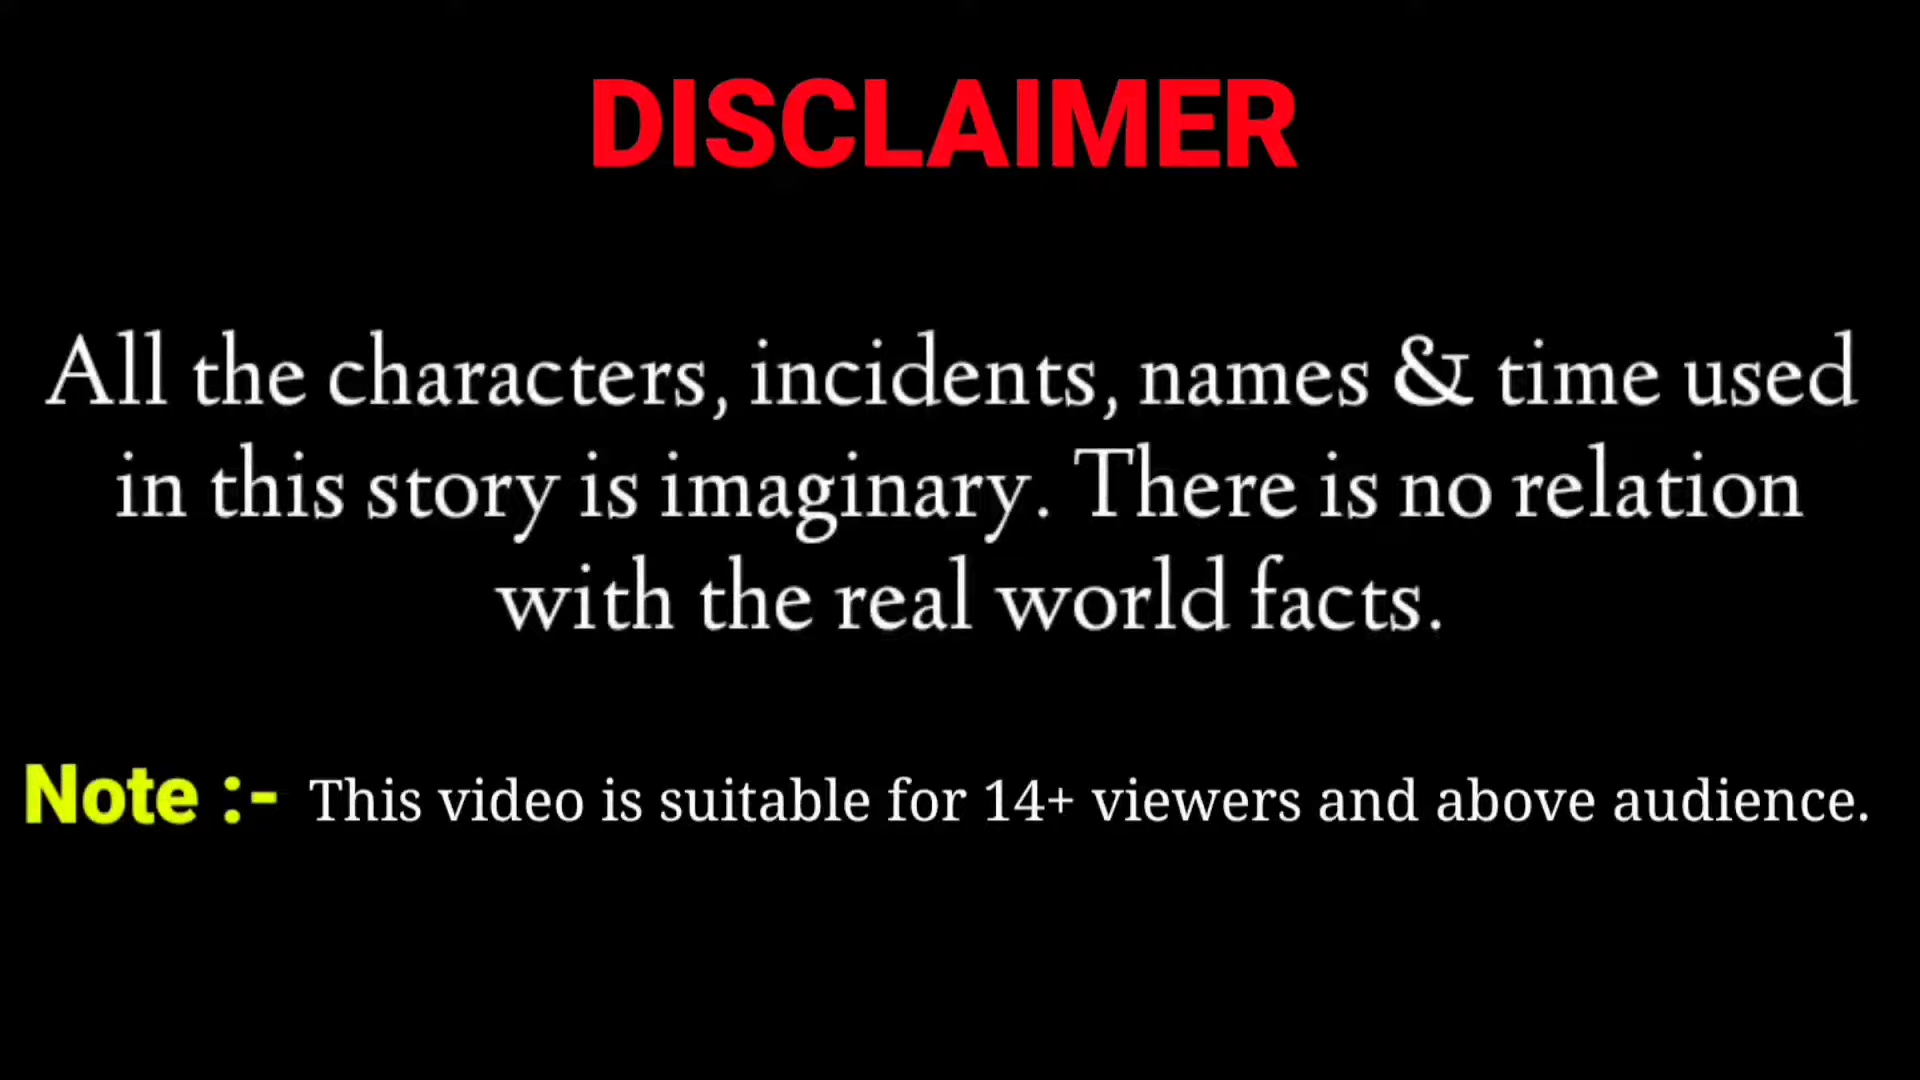 DISCLAIMER
All the characters, incidents, names & time used
in this story is imaginary. There is no relation
with the real world facts.
Note :- This video is suitable for 14+ viewers and above audience.